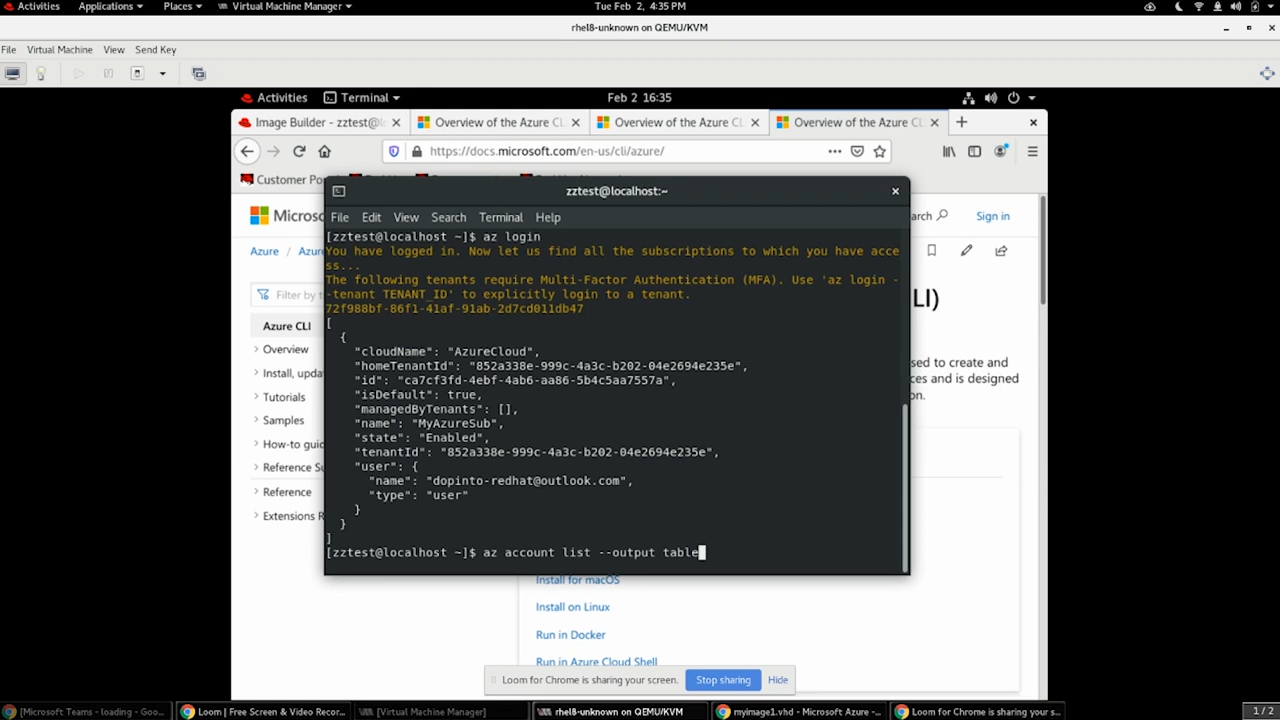 Activities Applications Places Virtual Machine Manager Tue Feb 2, 4:35 PM
rhel8-unknown on QEMU/KVM
File Virtual Machine View Send Key
Activities Terminal Feb 2 16:35
Image Builder - zztest@l Overview of the Azure CL Overview of the Azure CL Overview of the Azure CL
https://docs.microsoft.com/en-us/cli/azure/
Customer Po
zztest@localhost:~
Micros
arch Sign in
File Edit View Search Terminal Help
Azure / Azur
LI)
Filter by
Azure CLI
Overview
Install, upda
Tutorials
Samples
How-to guid
Reference Su
Reference
Extensions R
sed to create and
ces and is designed
on.
[zztest@localhost ~]$ az login
You have logged in. Now let us find all the subscriptions to which you have acce
ss...
The following tenants require Multi-Factor Authentication (MFA). Use 'az login -
-tenant TENANT_ID' to explicitly login to a tenant.
72f988bf-86f1-41af-91ab-2d7cd011db47
[
{
"cloudName": "AzureCloud",
"homeTenantId": "852a338e-999c-4a3c-b202-04e2694e235e",
"id": "ca7cf3fd-4ebf-4ab6-aa86-5b4c5aa7557a",
"isDefault": true,
"managedByTenants": [],
"name": "MyAzureSub",
"state": "Enabled",
"tenantId": "852a338e-999c-4a3c-b202-04e2694e235e",
"user": {
"name": "dopinto-redhat@outlook.com",
"type": "user"
}
}
]
[zztest@localhost ~]$ az account list --output table
Install for macOS
Install on Linux
Run in Docker
Run in Azure Cloud Shell
Loom for Chrome is sharing your screen. Stop sharing Hide
[Microsoft Teams - loading - Goo... Loom | Free Screen & Video Recor... [Virtual Machine Manager] rhel8-unknown on QEMU/KVM myimage1.vhd - Microsoft Azure -... Loom for Chrome is sharing your s... 1 / 2